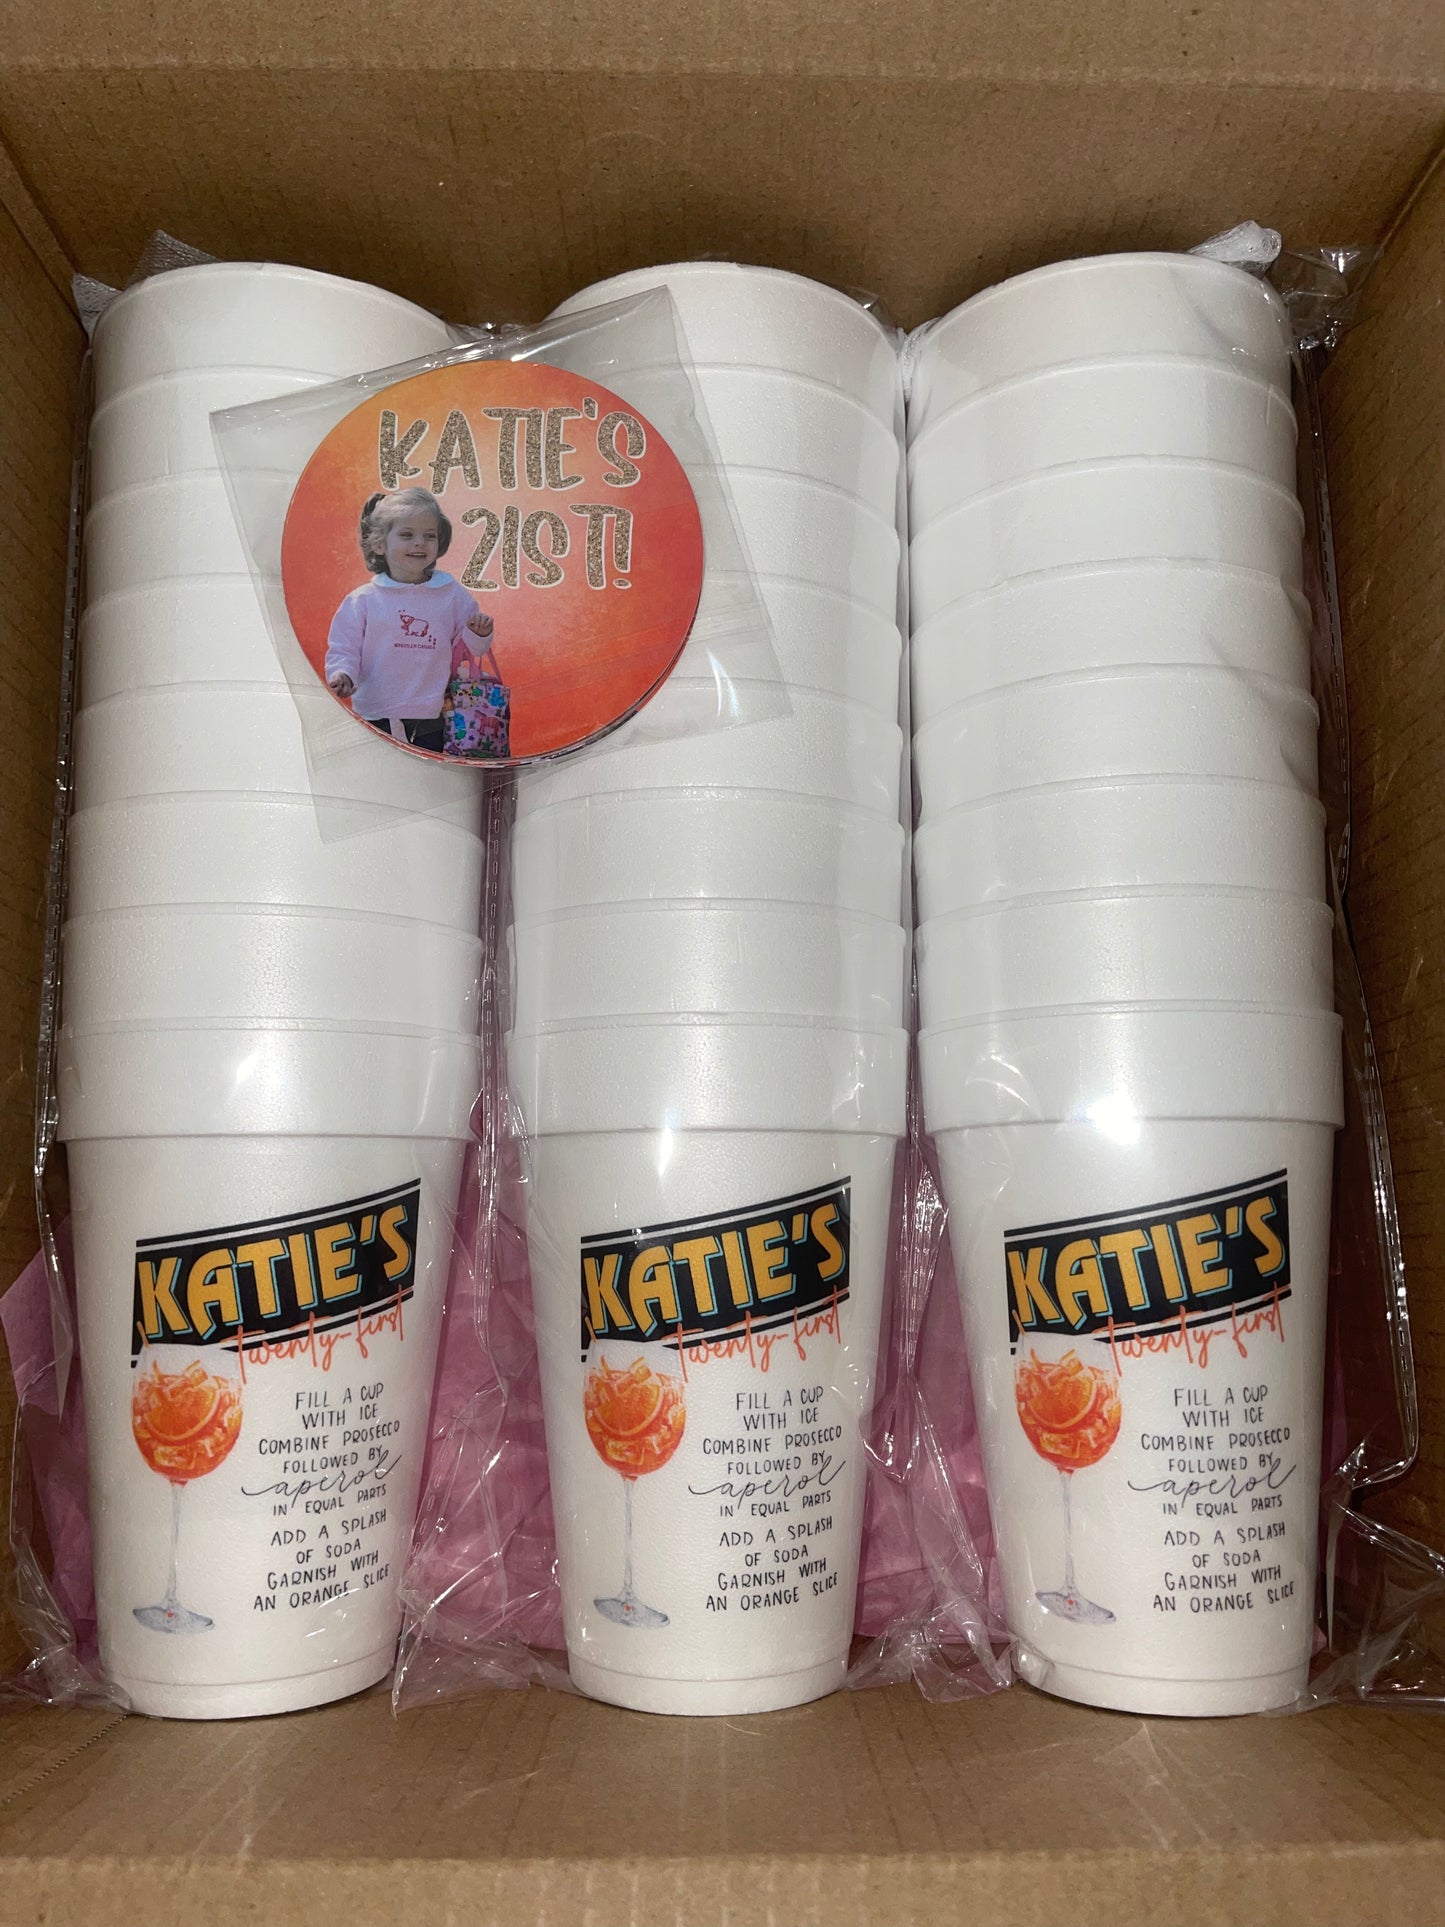 KATIE'S
21ST!
WHISTLER CANADA
KATIE'S
twenty-first
FILL A CUP
WITH ICE
COMBINE PROSECCO
FOLLOWED BY
aperol
IN EQUAL PARTS
ADD A SPLASH
OF SODA
GARNISH WITH
AN ORANGE SLICE
KATIE'S
twenty-first
FILL A CUP
WITH ICE
COMBINE PROSECCO
FOLLOWED BY
aperol
IN EQUAL PARTS
ADD A SPLASH
OF SODA
GARNISH WITH
AN ORANGE SLICE
KATIE'S
twenty-first
FILL A CUP
WITH ICE
COMBINE PROSECCO
FOLLOWED BY
aperol
IN EQUAL PARTS
ADD A SPLASH
OF SODA
GARNISH WITH
AN ORANGE SLICE